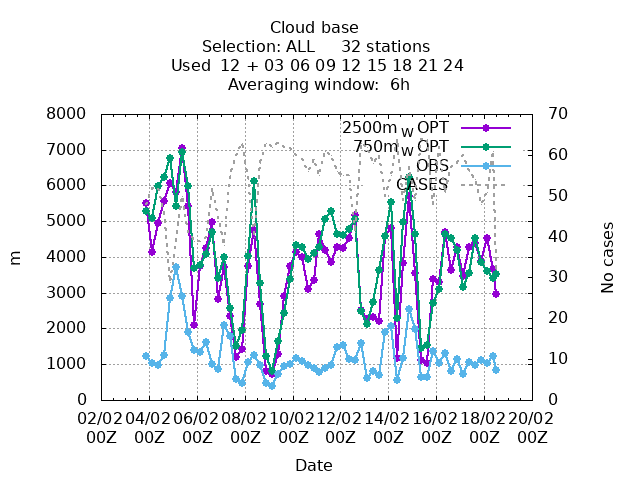 Cloud base
Selection: ALL 32 stations
Used 12 + 03 06 09 12 15 18 21 24
Averaging window: 6h
8000
7000
6000
5000
4000
3000
2000
1000
0
70
60
50
40
30
20
10
0
2500m w OPT
750m w OPT
OBS
CASES
m
No cases
02/02 04/02 06/02 08/02 10/02 12/02 14/02 16/02 18/02 20/02
00Z 00Z 00Z 00Z 00Z 00Z 00Z 00Z 00Z 00Z
Date